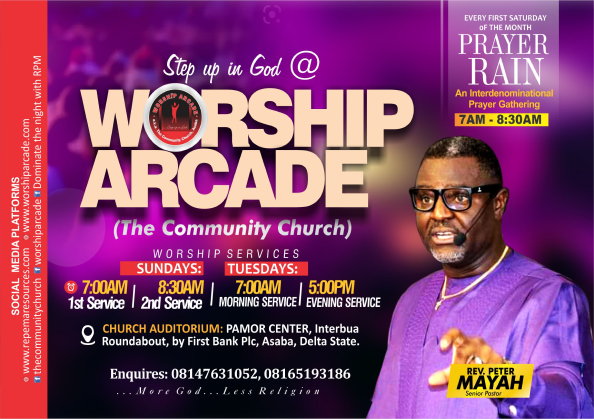 EVERY FIRST SATURDAY
OF THE MONTH
PRAYER
RAIN
An Interdenominational
Prayer Gathering
7AM - 8:30AM
Step up in God @
WORSHIP
ARCADE
(The Community Church)
WORSHIP SERVICES
SUNDAYS: TUESDAYS:
7:00AM 8:30AM 7:00AM 5:00PM
1st Service 2nd Service MORNING SERVICE EVENING SERVICE
CHURCH AUDITORIUM: PAMOR CENTER, Interbua
Roundabout, by First Bank Plc, Asaba, Delta State.
Enquires: 08147631052, 08165193186
...More God...Less Religion
REV. PETER
MAYAH
Senior Pastor
SOCIAL MEDIA PLATFORMS
www.repemaresources.com www.worshiparcade.com
thecommunitychurch worshiparcade Dominate the night with RPM
WORSHIP ARCADE